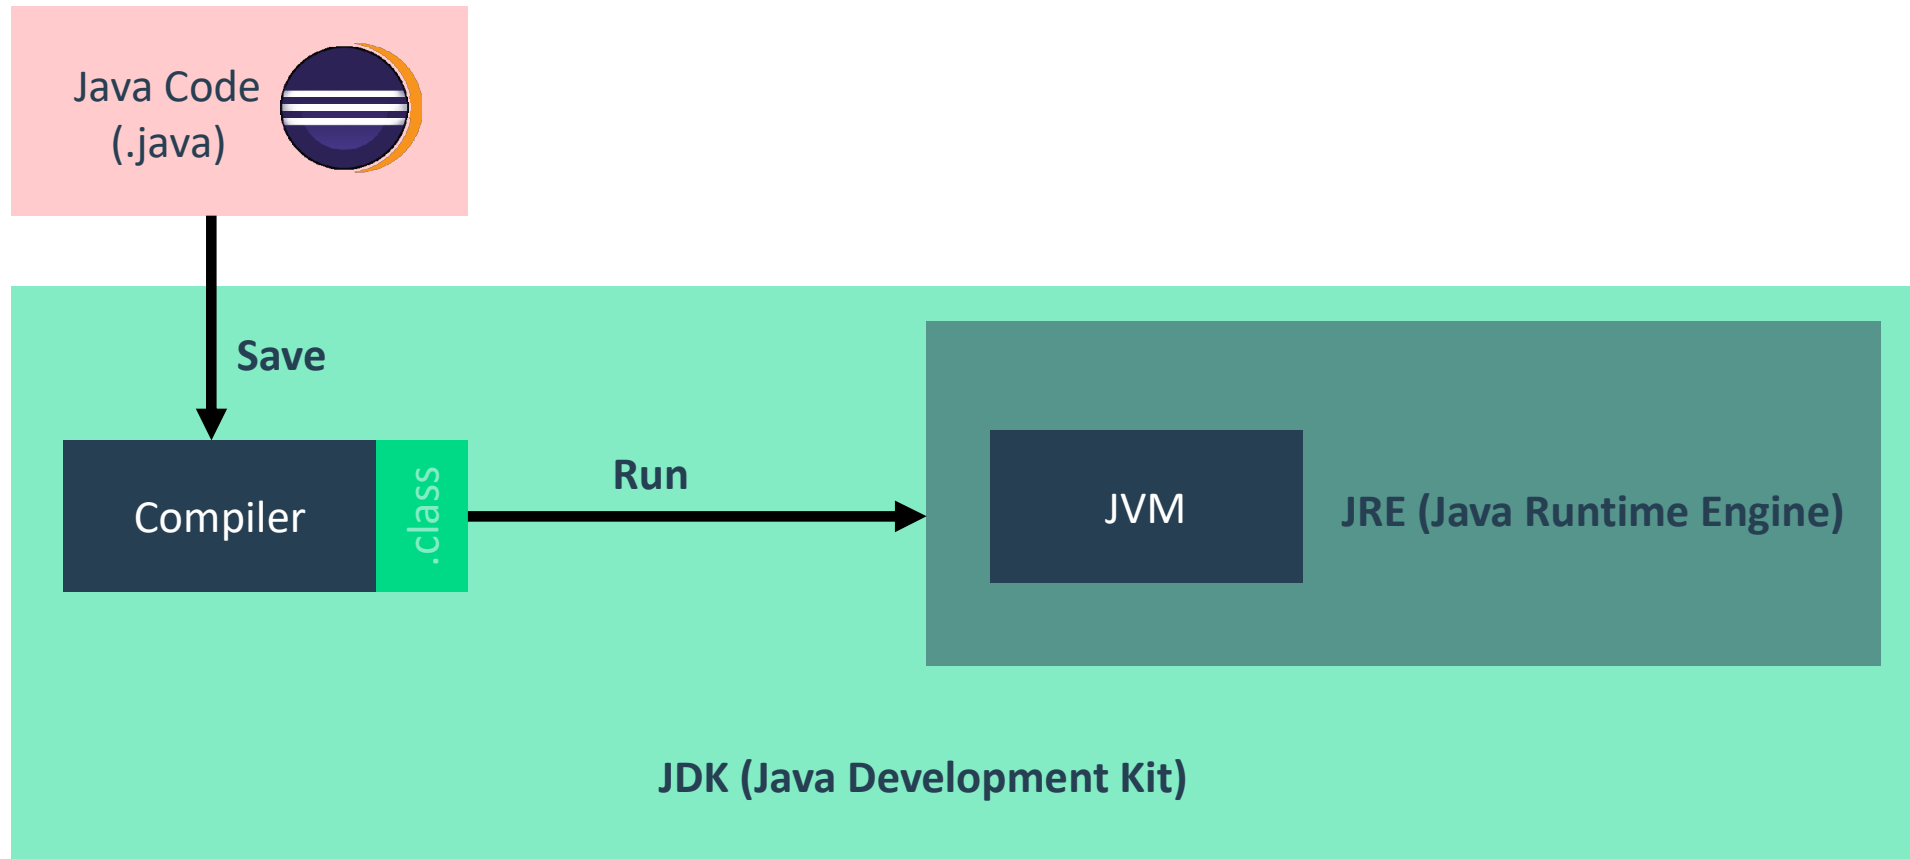 Java Code
(.java)
Save
Compiler
.class
Run
JVM
JRE (Java Runtime Engine)
JDK (Java Development Kit)